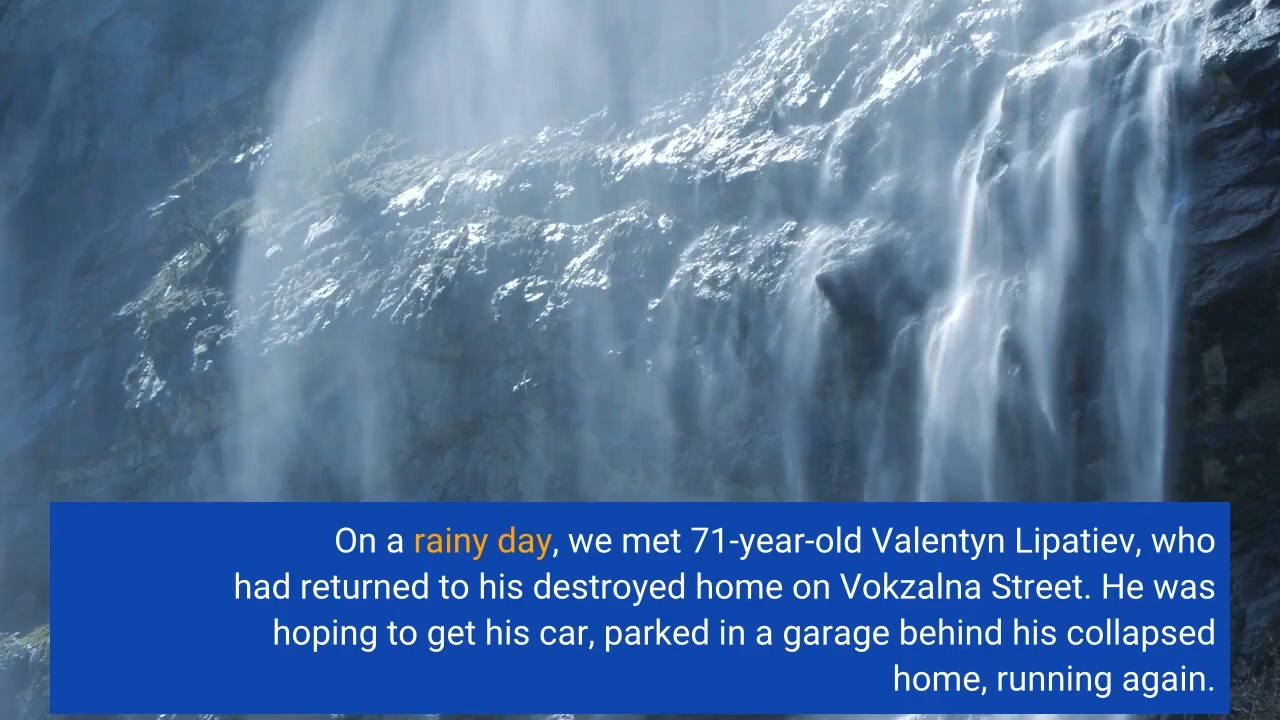 On a rainy day, we met 71-year-old Valentyn Lipatiev, who
had returned to his destroyed home on Vokzalna Street. He was
hoping to get his car, parked in a garage behind his collapsed
home, running again.